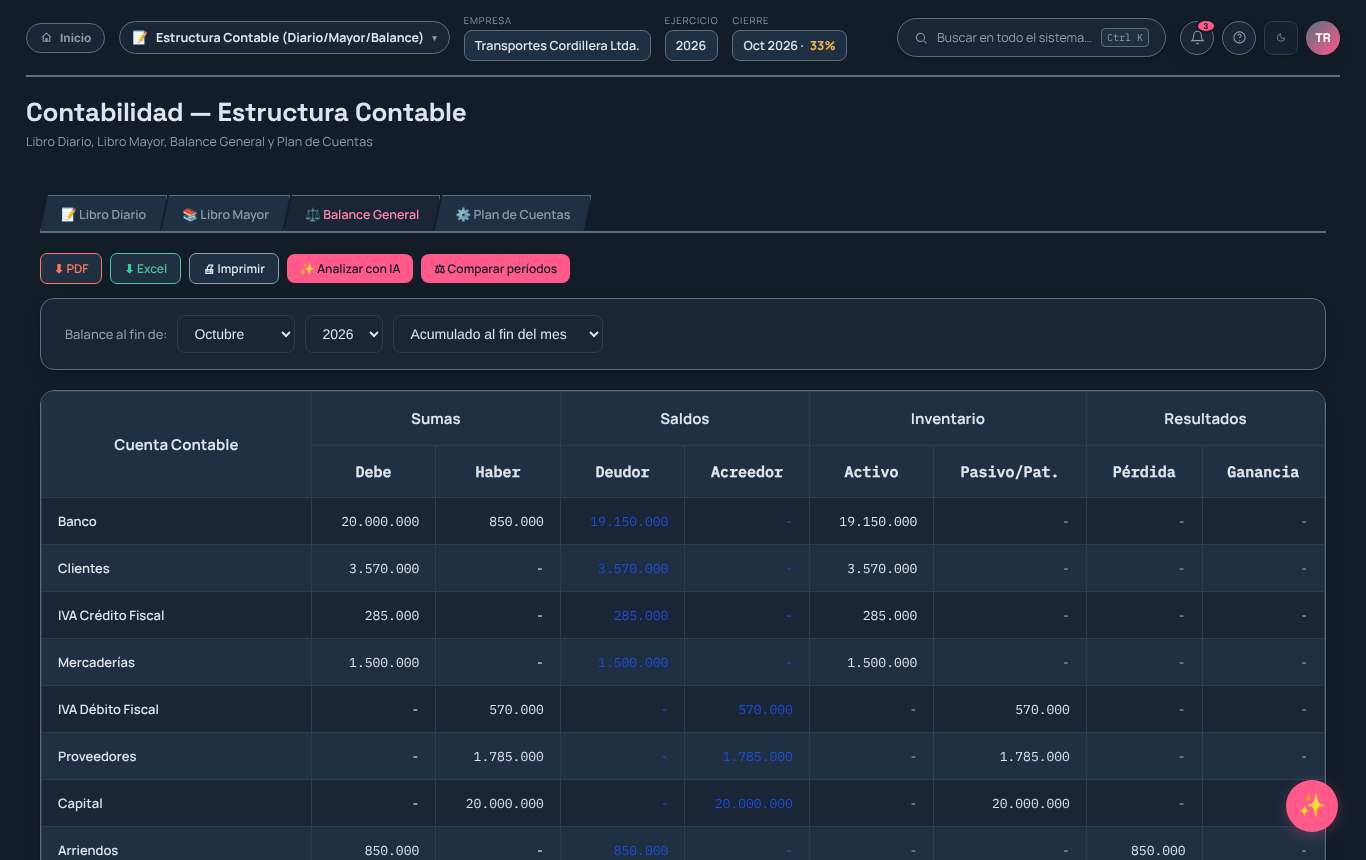 Inicio
Estructura Contable (Diario/Mayor/Balance)
EMPRESA
Transportes Cordillera Ltda.
EJERCICIO
2026
CIERRE
Oct 2026 · 33%
Buscar en todo el sistema... Ctrl K
3
TR
Contabilidad — Estructura Contable
Libro Diario, Libro Mayor, Balance General y Plan de Cuentas
Libro Diario Libro Mayor Balance General Plan de Cuentas
PDF Excel Imprimir Analizar con IA Comparar períodos
Balance al fin de: Octubre 2026 Acumulado al fin del mes
Cuenta Contable Sumas Saldos Inventario Resultados
Debe Haber Deudor Acreedor Activo Pasivo/Pat. Pérdida Ganancia
Banco 20.000.000 850.000 19.150.000 - 19.150.000 - - -
Clientes 3.570.000 - 3.570.000 - 3.570.000 - - -
IVA Crédito Fiscal 285.000 - 285.000 - 285.000 - - -
Mercaderías 1.500.000 - 1.500.000 - 1.500.000 - - -
IVA Débito Fiscal - 570.000 - 570.000 - 570.000 - -
Proveedores - 1.785.000 - 1.785.000 - 1.785.000 - -
Capital - 20.000.000 - 20.000.000 - 20.000.000 -
Arriendos 850.000 - 850.000 - - - 850.000 -